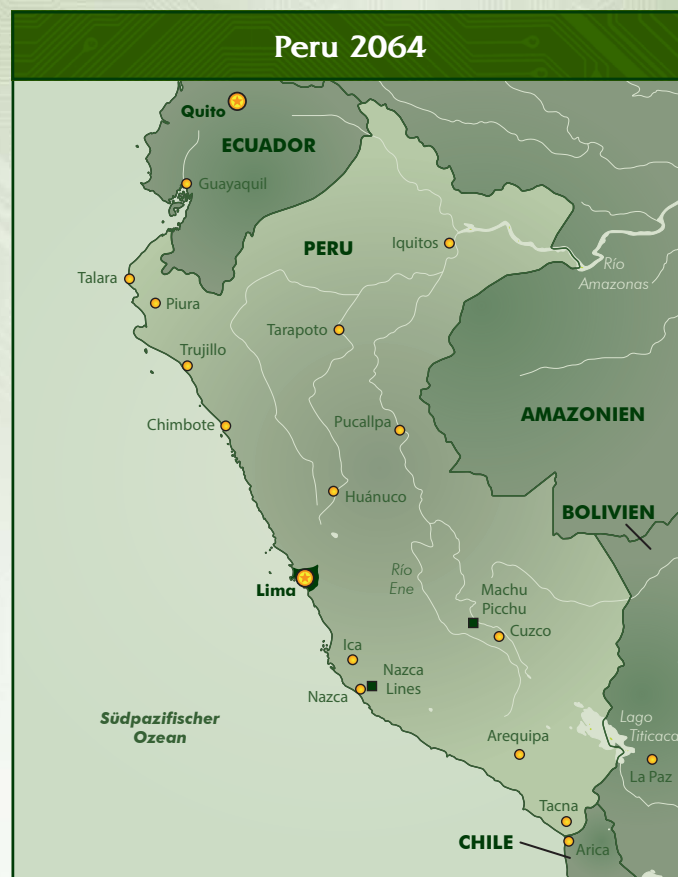 Peru 2064
Quito
ECUADOR
Guayaquil
PERU
Iquitos
Río
Amazonas
Talara
Piura
Tarapoto
Trujillo
AMAZONIEN
Chimbote
Pucallpa
Huánuco
BOLIVIEN
Río
Ene
Lima
Machu
Picchu
Cuzco
Ica
Nazca
Lines
Nazca
Südpazifischer
Ozean
Lago
Titicaca
Arequipa
La Paz
Tacna
CHILE
Arica